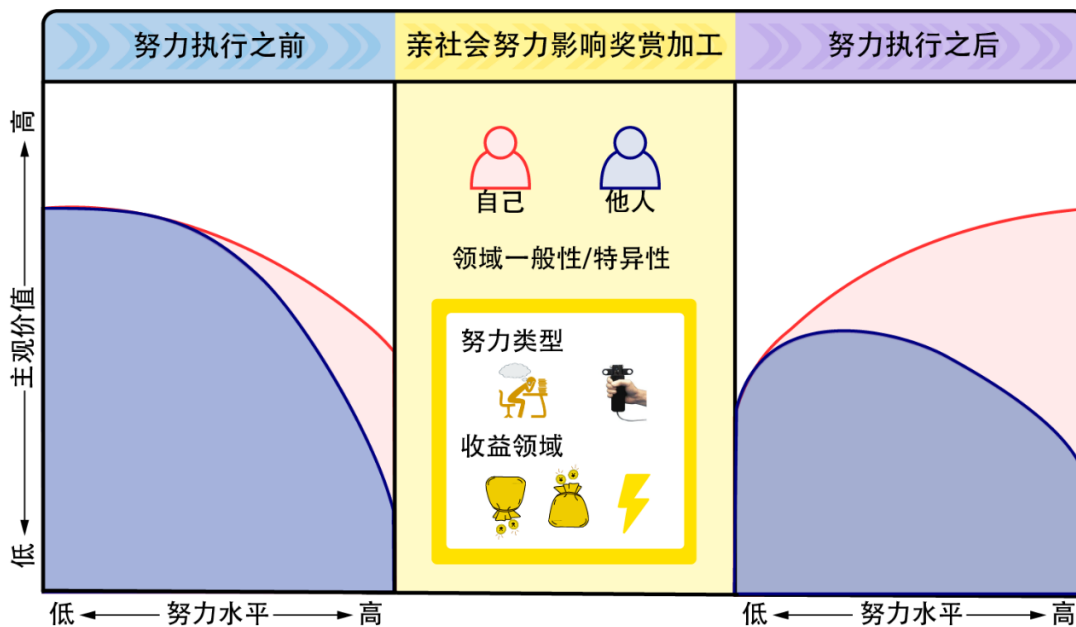 努力执行之前
亲社会努力影响奖赏加工
努力执行之后
高
主观价值
低
自己
他人
领域一般性/特异性
努力类型
收益领域
低
努力水平
高
低
努力水平
高